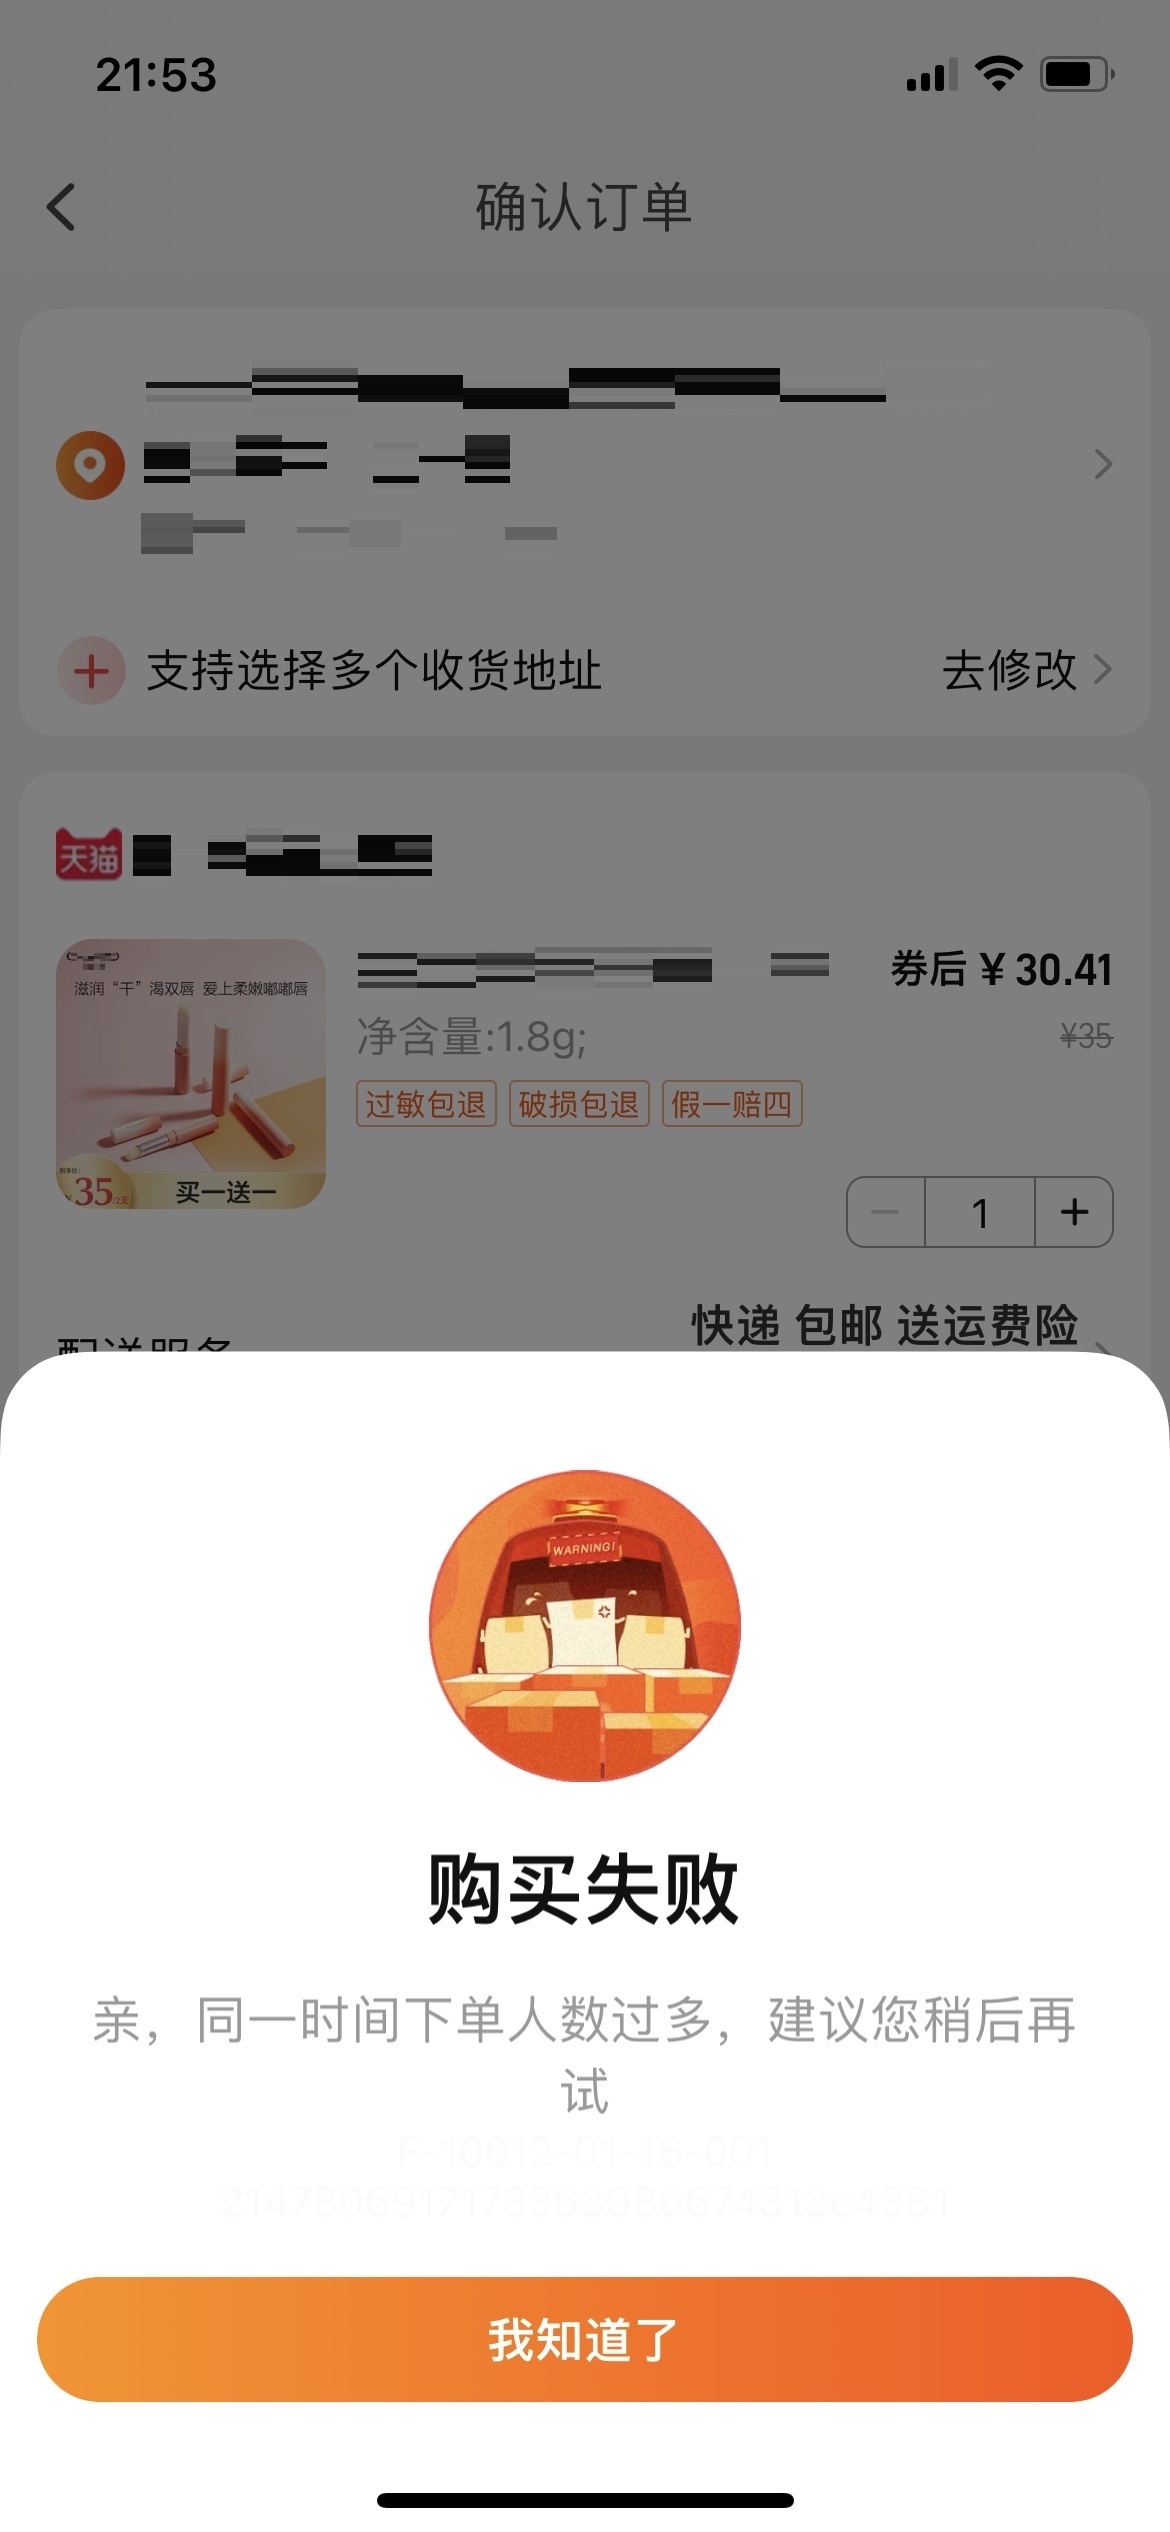 21:53
确认订单
支持选择多个收货地址
去修改
天猫
滋润“干”渴双唇 爱上柔嫩嘟嘟唇
¥35/2支
买一送一
券后 ¥ 30.41
净含量:1.8g;
¥35
过敏包退
破损包退
假一赔四
1
快递 包邮 送运费险
配送服务
WARNING!
购买失败
亲，同一时间下单人数过多，建议您稍后再
试
F-10012-01-16-001
2147806917173363986674313e4381
我知道了